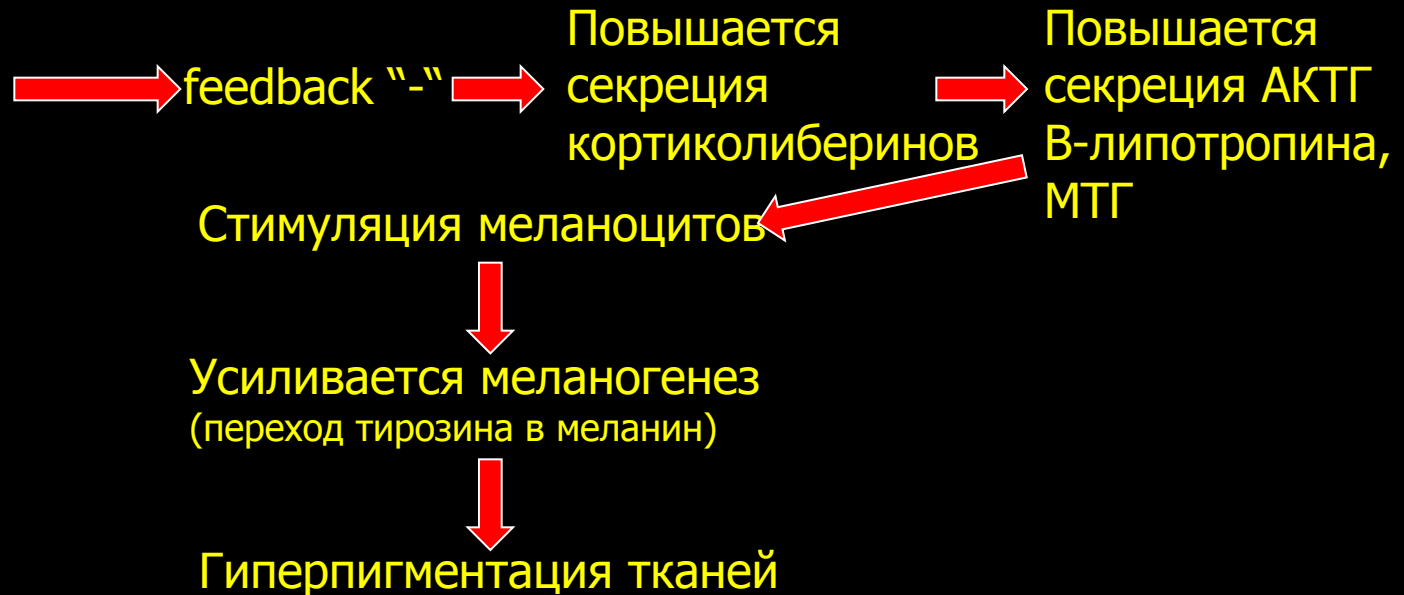 feedback “-“
Повышается
секреция
кортиколиберинов
Повышается
секреция АКТГ
В-липотропина,
МТГ
Стимуляция меланоцитов
Усиливается меланогенез
(переход тирозина в меланин)
Гиперпигментация тканей